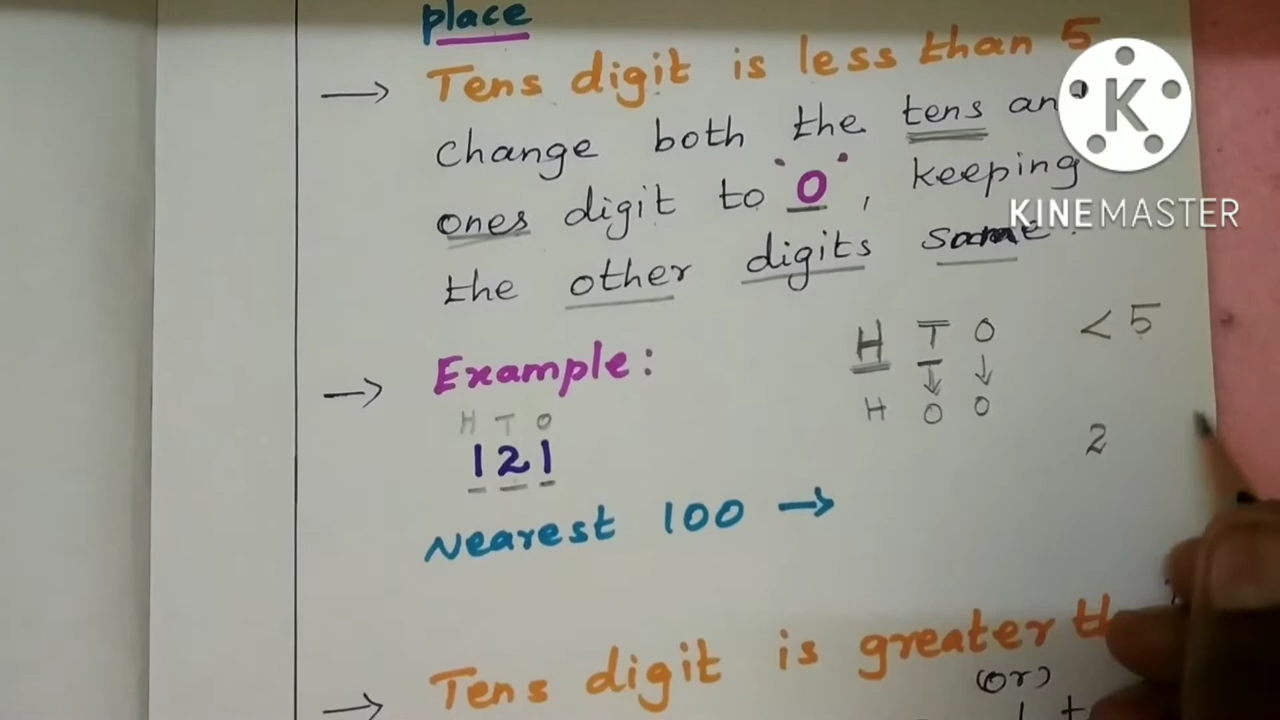 place
→ Tens digit is less than 5
change both the tens an
ones digit to '0', keeping
the other digits same.
H T O < 5
→ Example:
H O O
H T O
121
2
Nearest 100 →
→ Tens digit is greater th
(or)
K
KINEMASTER